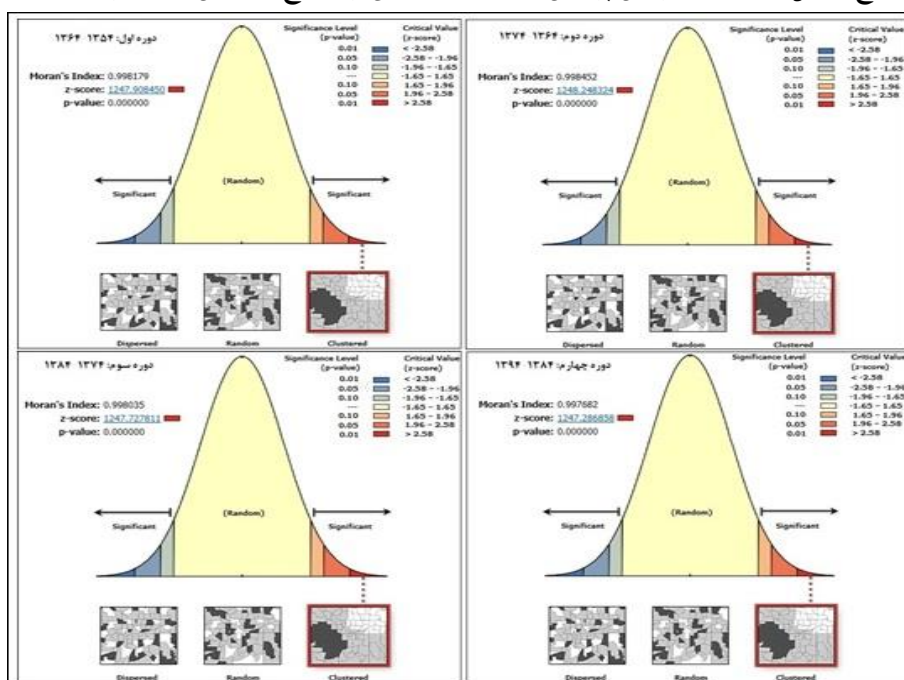 دوره اول: ۱۳۵۴ ۱۳۶۴
Moran's Index: 0.998179
z-score: 1247.908450
p-value: 0.000000
Significance Level (p-value)
Critical Value (z-score)
0.01 < -2.58
0.05 -2.58 - -1.96
0.10 -1.96 - -1.65
--- -1.65 - 1.65
0.10 1.65 - 1.96
0.05 1.96 - 2.58
0.01 > 2.58
Significant
(Random)
Significant
Dispersed
Random
Clustered
دوره دوم: ۱۳۶۴ ۱۳۷۴
Moran's Index: 0.998452
z-score: 1248.248324
p-value: 0.000000
Significance Level (p-value)
Critical Value (z-score)
0.01 < -2.58
0.05 -2.58 - -1.96
0.10 -1.96 - -1.65
--- -1.65 - 1.65
0.10 1.65 - 1.96
0.05 1.96 - 2.58
0.01 > 2.58
Significant
(Random)
Significant
Dispersed
Random
Clustered
دوره سوم: ۱۳۷۴ ۱۳۸۴
Moran's Index: 0.998035
z-score: 1247.727811
p-value: 0.000000
Significance Level (p-value)
Critical Value (z-score)
0.01 < -2.58
0.05 -2.58 - -1.96
0.10 -1.96 - -1.65
--- -1.65 - 1.65
0.10 1.65 - 1.96
0.05 1.96 - 2.58
0.01 > 2.58
Significant
(Random)
Significant
Dispersed
Random
Clustered
دوره چهارم: ۱۳۸۴ ۱۳۹۴
Moran's Index: 0.997682
z-score: 1247.286858
p-value: 0.000000
Significance Level (p-value)
Critical Value (z-score)
0.01 < -2.58
0.05 -2.58 - -1.96
0.10 -1.96 - -1.65
--- -1.65 - 1.65
0.10 1.65 - 1.96
0.05 1.96 - 2.58
0.01 > 2.58
Significant
(Random)
Significant
Dispersed
Random
Clustered